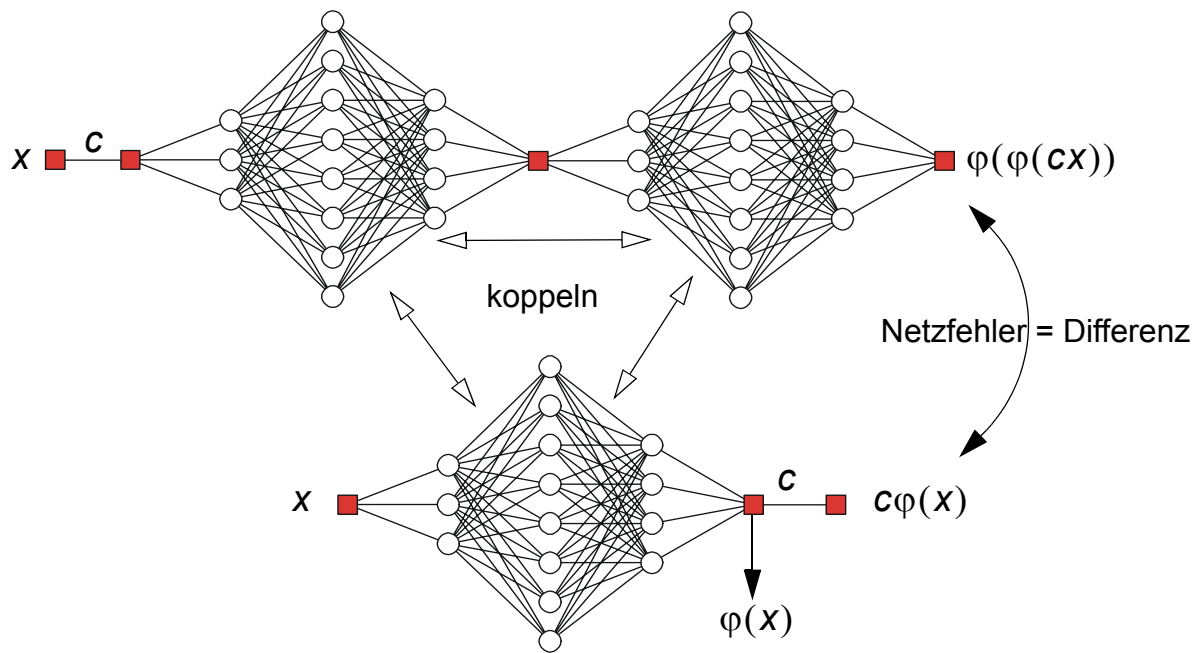 x c φ(φ(cx))
koppeln
Netzfehler = Differenz
x c cφ(x)
φ(x)